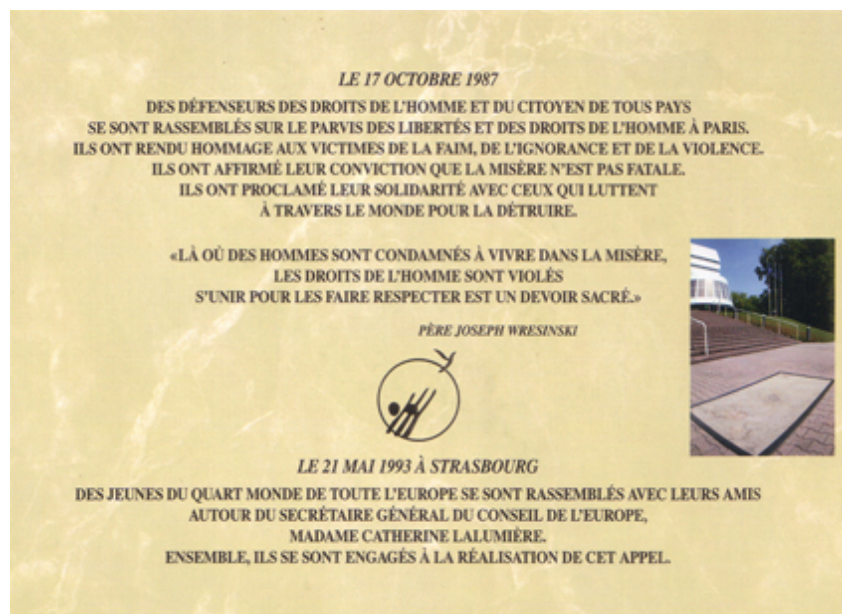 LE 17 OCTOBRE 1987
DES DÉFENSEURS DES DROITS DE L'HOMME ET DU CITOYEN DE TOUS PAYS
SE SONT RASSEMBLÉS SUR LE PARVIS DES LIBERTÉS ET DES DROITS DE L'HOMME À PARIS.
ILS ONT RENDU HOMMAGE AUX VICTIMES DE LA FAIM, DE L'IGNORANCE ET DE LA VIOLENCE.
ILS ONT AFFIRMÉ LEUR CONVICTION QUE LA MISÈRE N'EST PAS FATALE.
ILS ONT PROCLAMÉ LEUR SOLIDARITÉ AVEC CEUX QUI LUTTENT
À TRAVERS LE MONDE POUR LA DÉTRUIRE.
«LÀ OÙ DES HOMMES SONT CONDAMNÉS À VIVRE DANS LA MISÈRE,
LES DROITS DE L'HOMME SONT VIOLÉS
S'UNIR POUR LES FAIRE RESPECTER EST UN DEVOIR SACRÉ.»
PÈRE JOSEPH WRESINSKI
LE 21 MAI 1993 À STRASBOURG
DES JEUNES DU QUART MONDE DE TOUTE L'EUROPE SE SONT RASSEMBLÉS AVEC LEURS AMIS
AUTOUR DU SECRÉTAIRE GÉNÉRAL DU CONSEIL DE L'EUROPE,
MADAME CATHERINE LALUMIÈRE.
ENSEMBLE, ILS SE SONT ENGAGÉS À LA RÉALISATION DE CET APPEL.